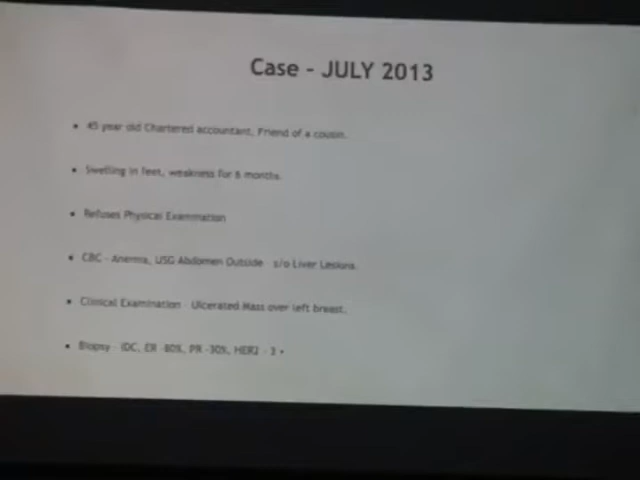 Case - JULY 2013
• 45 year old Chartered accountant, Friend of a cousin.
• Swelling in feet, weakness for 6 months.
• Refuses Physical Examination
• CBC - Anemia, USG Abdomen Outside - s/o Liver Lesions.
• Clinical Examination - Ulcerated Mass over left breast.
• Biopsy - IDC, ER -80%, PR -30%, HER2 - 3 +